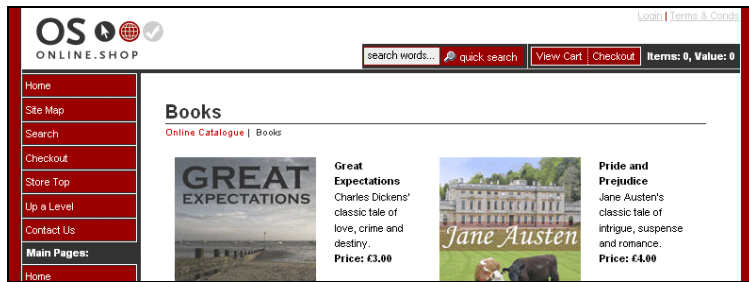 Login | Terms & Conds
OS
ONLINE.SHOP
search words... quick search View Cart Checkout Items: 0, Value: 0
Home
Site Map
Search
Checkout
Store Top
Up a Level
Contact Us
Main Pages:
Home
Books
Online Catalogue | Books
GREAT
EXPECTATIONS
Great
Expectations
Charles Dickens'
classic tale of
love, crime and
destiny.
Price: £3.00
Jane Austen
Pride and
Prejudice
Jane Austen's
classic tale of
intrigue, suspense
and romance.
Price: £4.00